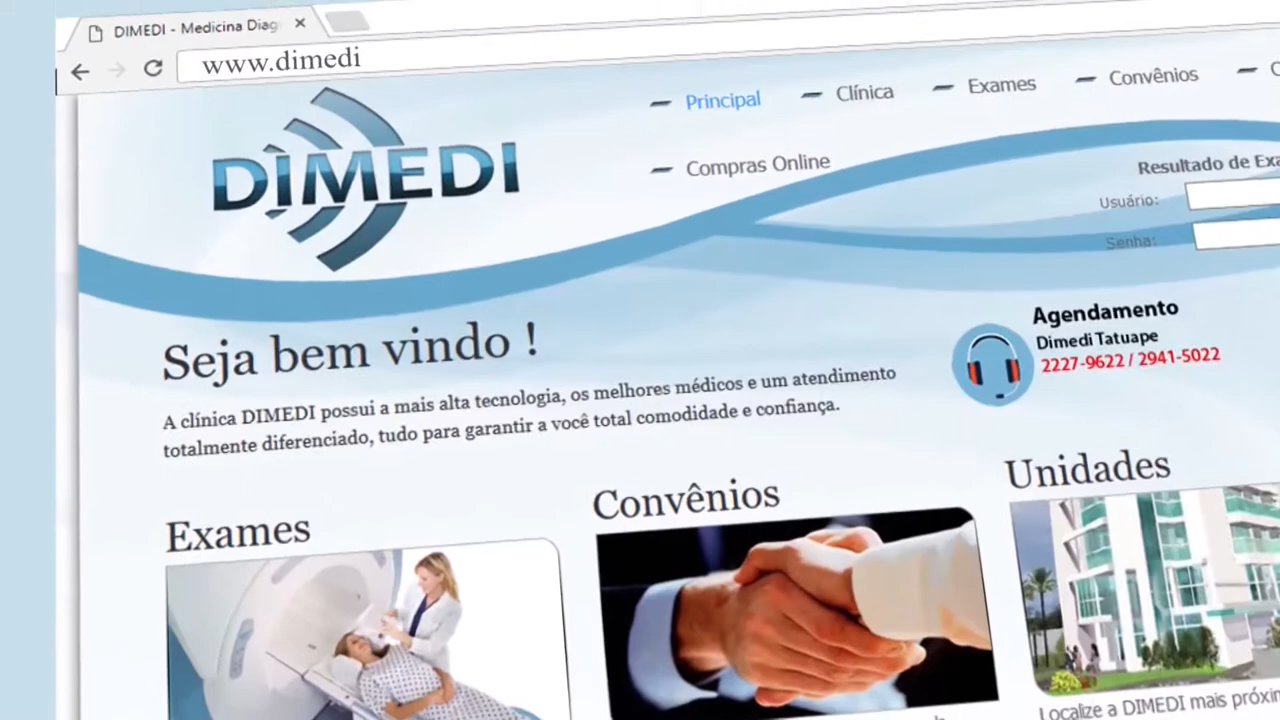 DIMEDI - Medicina Diag
www.dimedi
DIMEDI
Principal
Clínica
Exames
Convênios
Compras Online
Resultado de Exa
Usuário:
Senha:
Agendamento
Dimedi Tatuape
2227-9622 / 2941-5022
Seja bem vindo !
A clínica DIMEDI possui a mais alta tecnologia, os melhores médicos e um atendimento
totalmente diferenciado, tudo para garantir a você total comodidade e confiança.
Exames
Convênios
Unidades
Localize a DIMEDI mais próxim